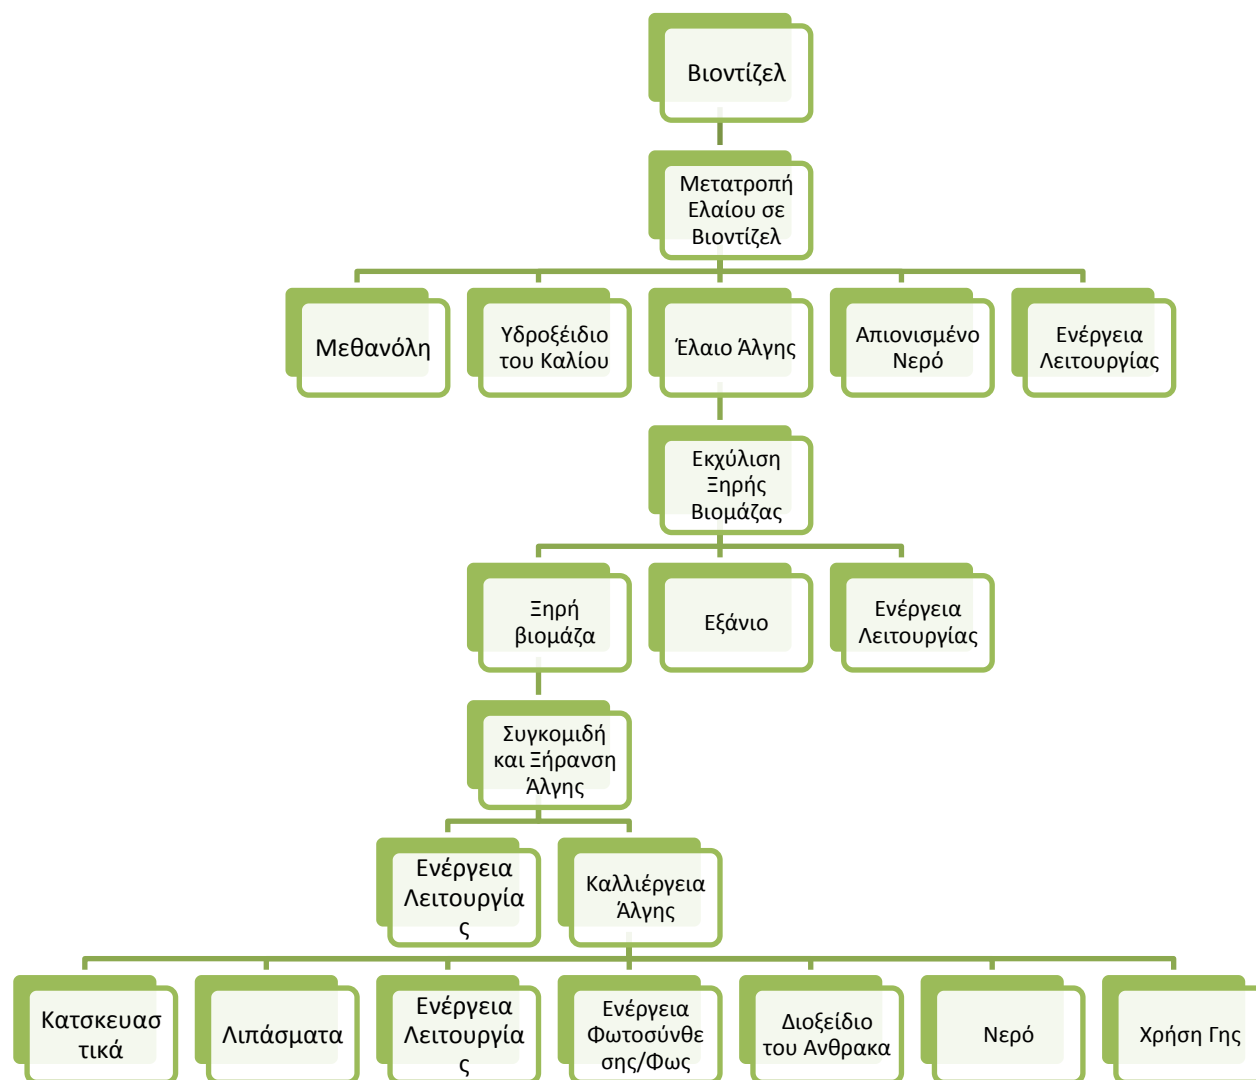 Βιοντίζελ
Μετατροπή
Ελαίου σε
Βιοντίζελ
Μεθανόλη
Υδροξείδιο
του Καλίου
Έλαιο Άλγης
Απιονισμένο
Νερό
Ενέργεια
Λειτουργίας
Εκχύλιση
Ξηρής
Βιομάζας
Ξηρή
βιομάζα
Εξάνιο
Ενέργεια
Λειτουργίας
Συγκομιδή
και Ξήρανση
Άλγης
Ενέργεια
Λειτουργία
ς
Καλλιέργεια
Άλγης
Κατσκευασ
τικά
Λιπάσματα
Ενέργεια
Λειτουργία
ς
Ενέργεια
Φωτοσύνθε
σης/Φως
Διοξείδιο
του Ανθρακα
Νερό
Χρήση Γης